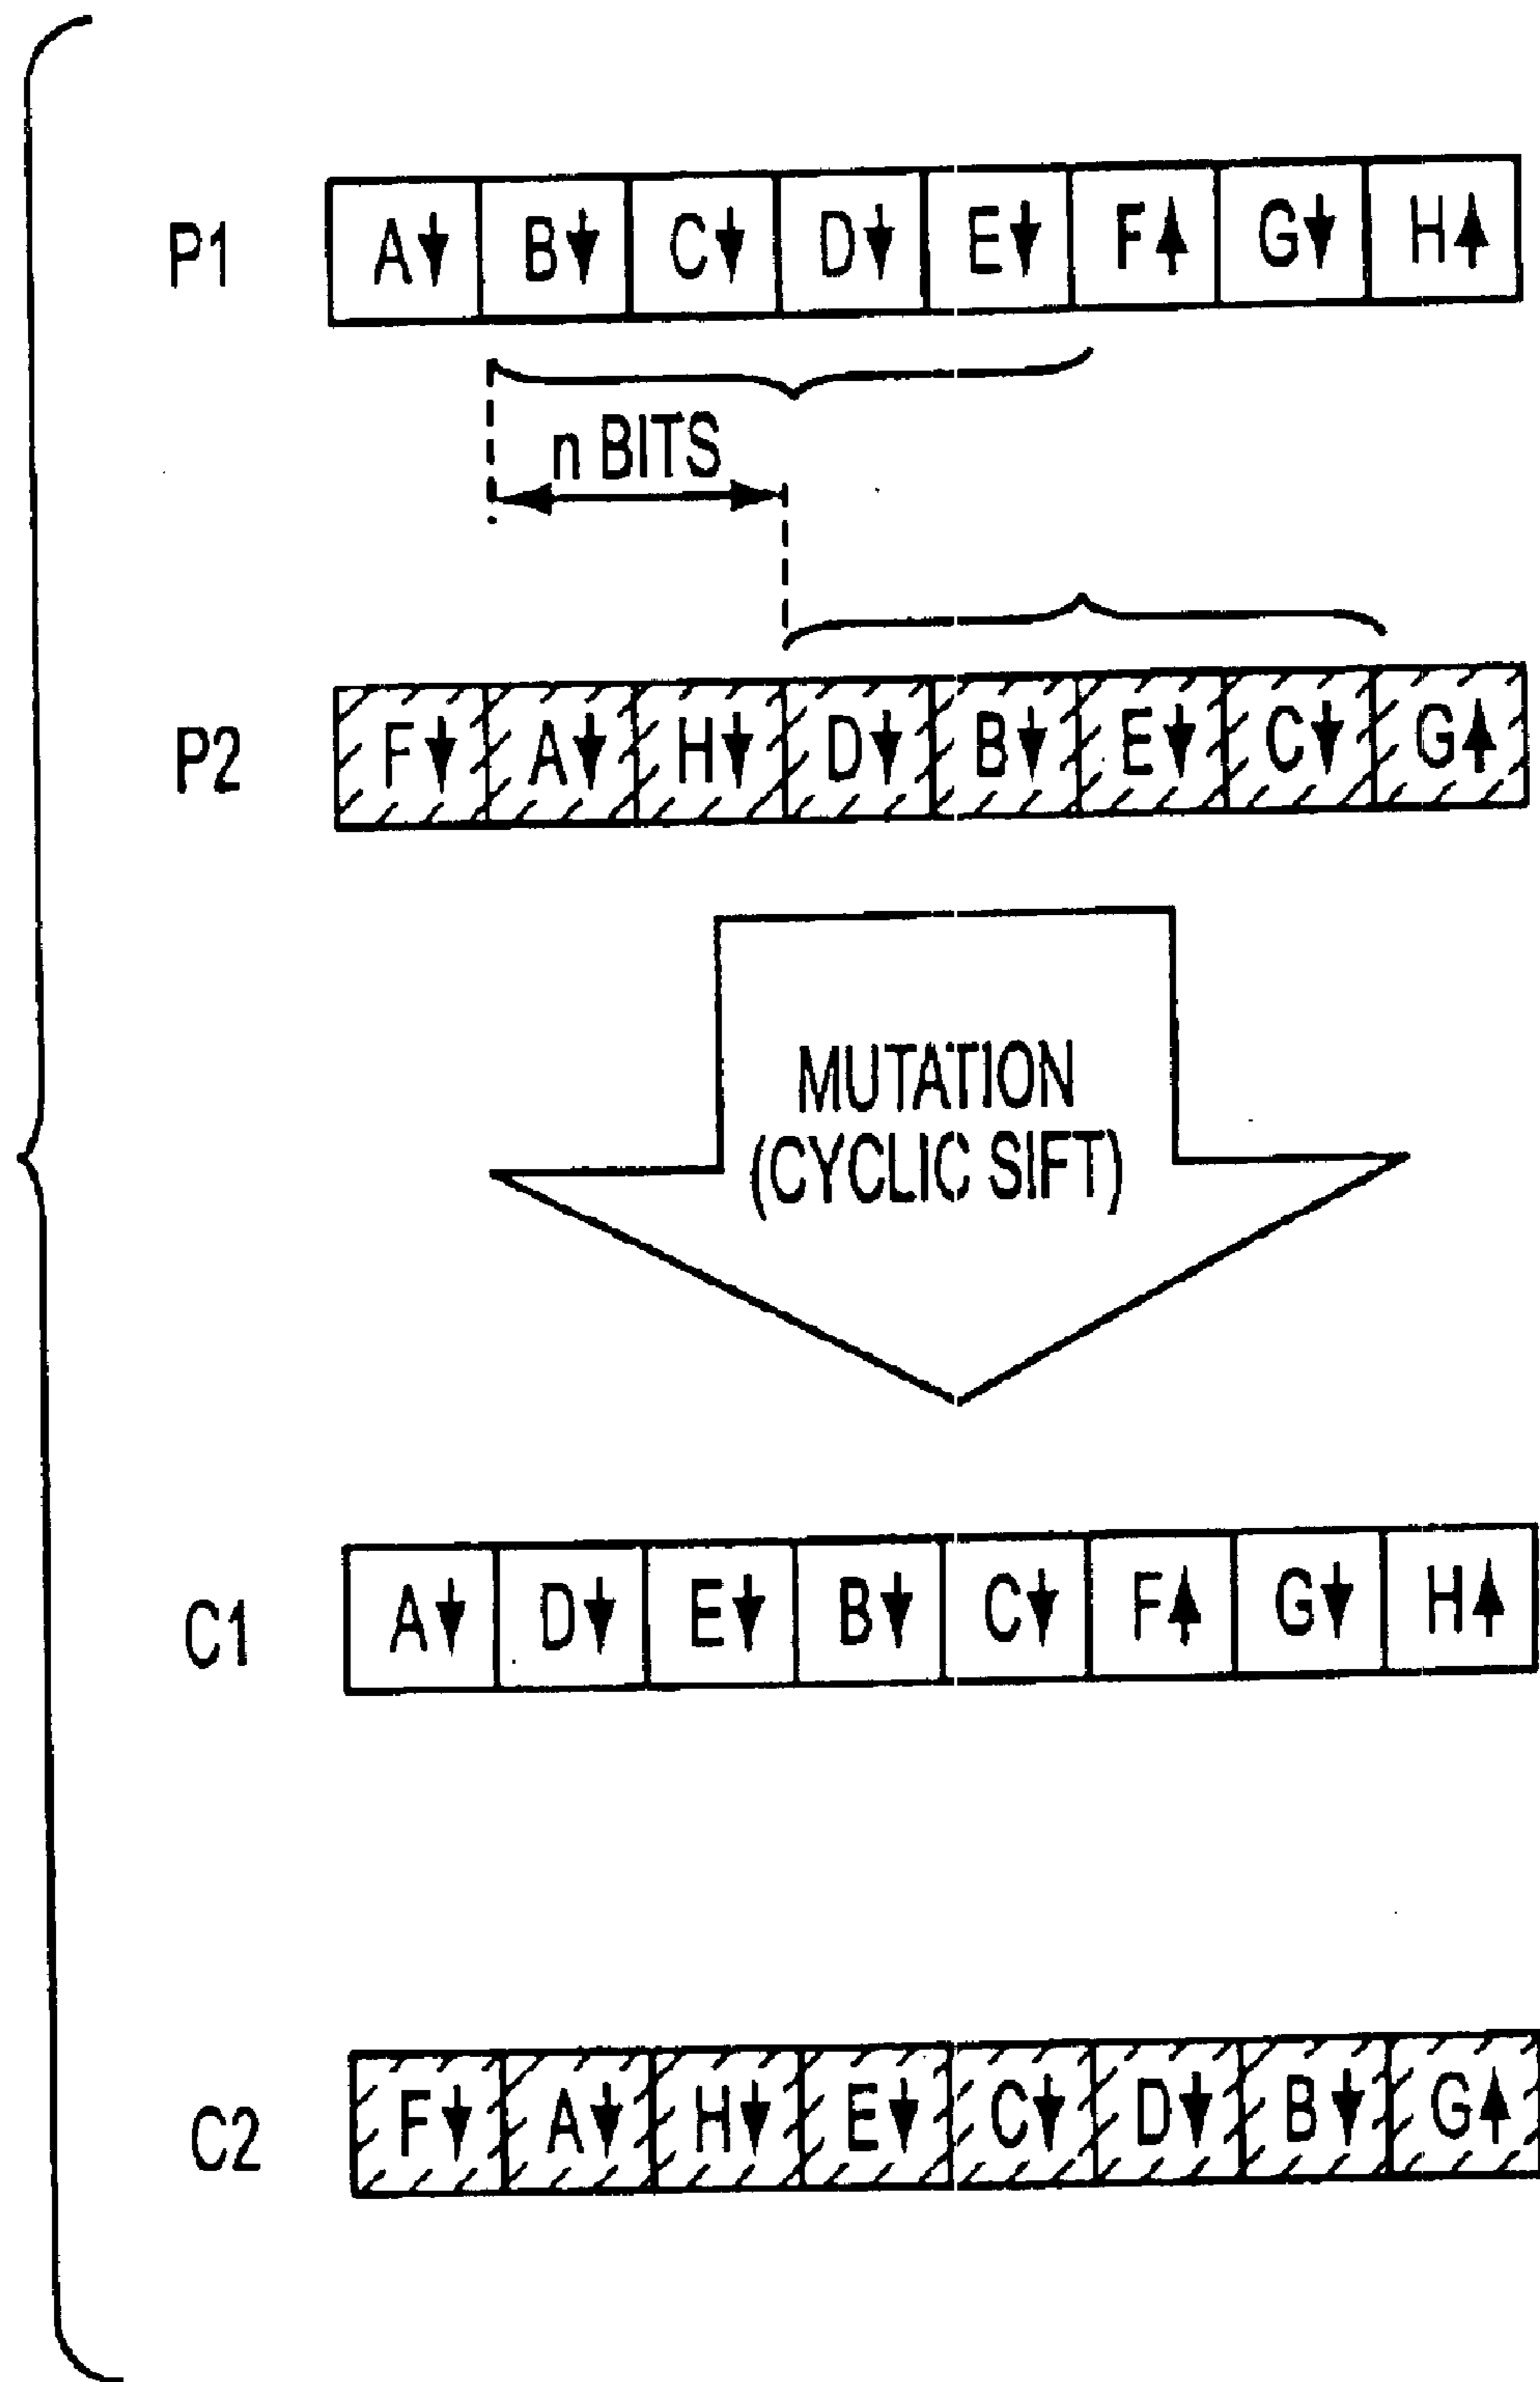 P1 A↓ B↓ C↓ D↓ E↓ F↑ G↓ H↑
n BITS
P2 F↓ A↓ H↓ D↓ B↓ E↓ C↓ G↑
MUTATION
(CYCLIC SIFT)
C1 A↓ D↓ E↓ B↓ C↓ F↑ G↓ H↑
C2 F↓ A↓ H↓ E↓ C↓ D↓ B↓ G↑